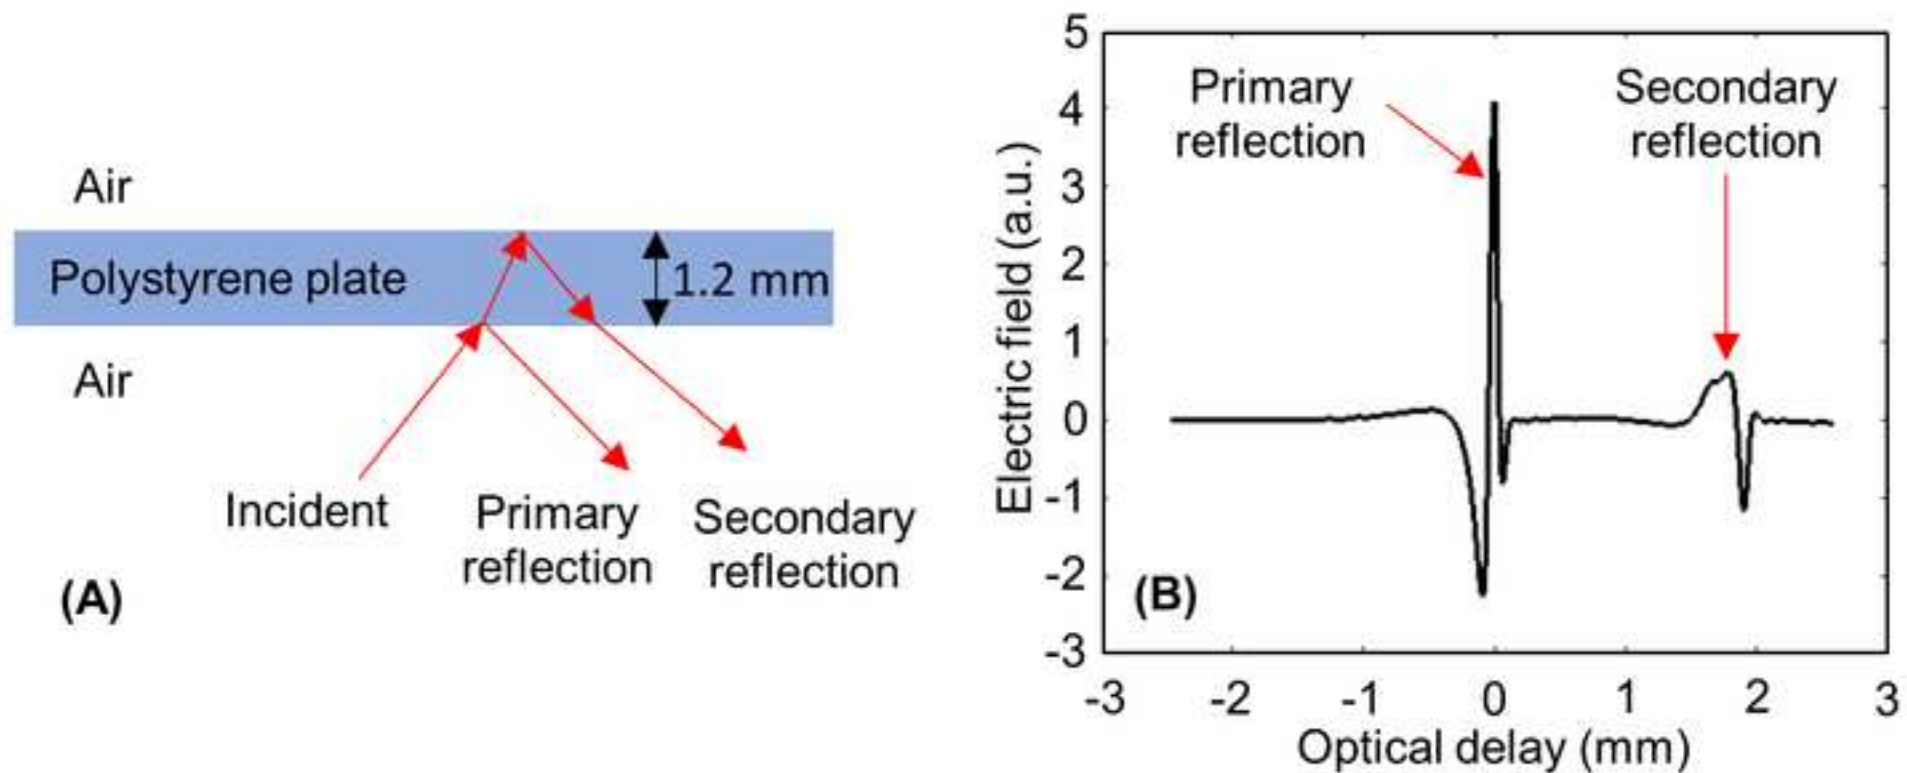 Air
Polystyrene plate
1.2 mm
Air
Incident
Primary
reflection
Secondary
reflection
(A)
5
4
3
2
1
0
-1
-2
-3
Electric field (a.u.)
Primary
reflection
Secondary
reflection
(B)
-3 -2 -1 0 1 2 3
Optical delay (mm)